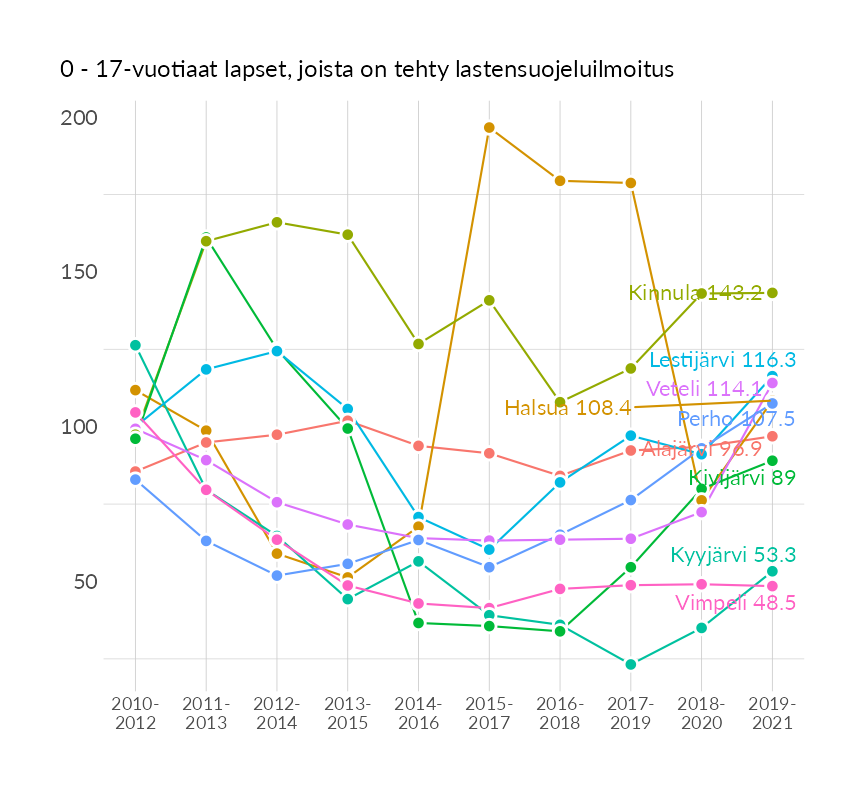 0 - 17-vuotiaat lapset, joista on tehty lastensuojeluilmoitus
200
150
100
50
Kinnula 143.2
Lestijärvi 116.3
Veteli 114.1
Halsua 108.4
Perho 107.5
Alajärvi 96.9
Kivijärvi 89
Kyyjärvi 53.3
Vimpeli 48.5
2010-
2012
2011-
2013
2012-
2014
2013-
2015
2014-
2016
2015-
2017
2016-
2018
2017-
2019
2018-
2020
2019-
2021